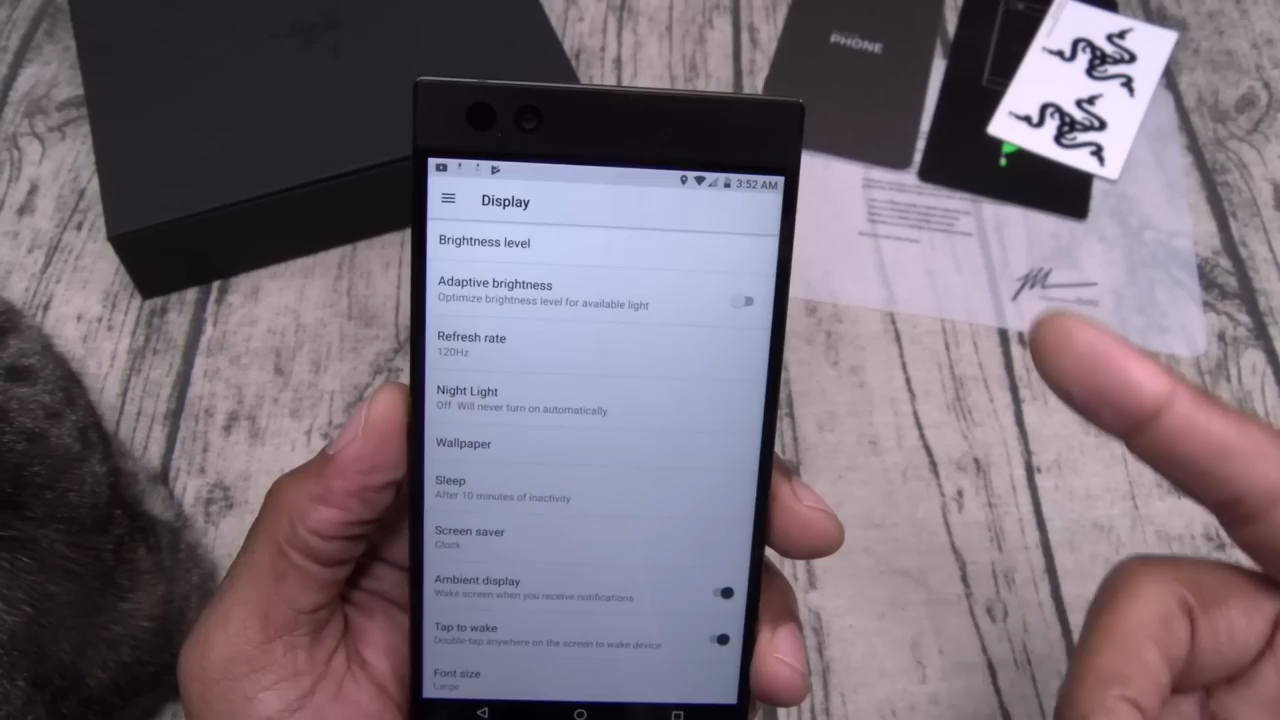 PHONE
3:52 AM
Display
Brightness level
Adaptive brightness
Optimize brightness level for available light
Refresh rate
120Hz
Night Light
Off Will never turn on automatically
Wallpaper
Sleep
After 10 minutes of inactivity
Screen saver
Clock
Ambient display
Wake screen when you receive notifications
Tap to wake
Double-tap anywhere on the screen to wake device
Font size
Large